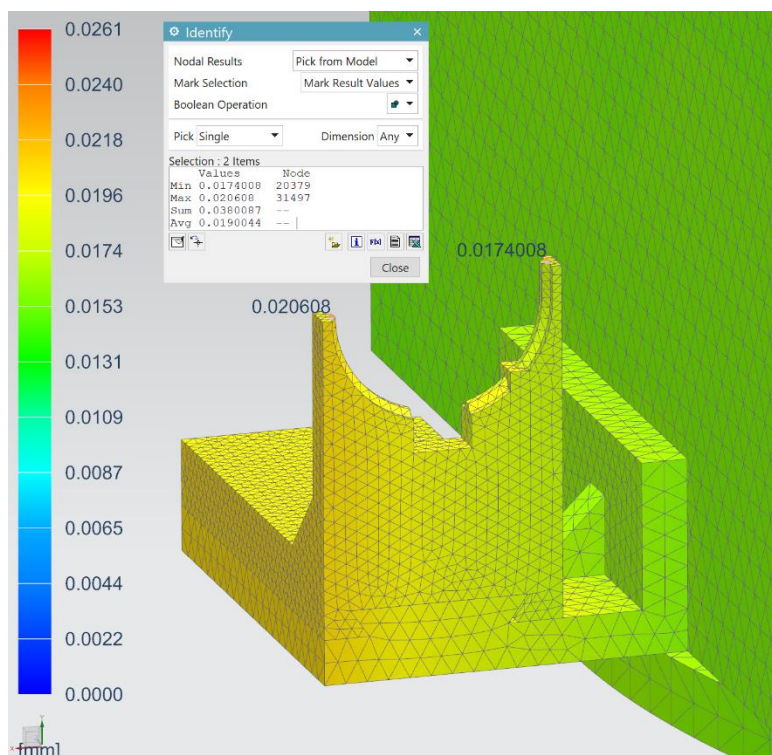 0.0261
0.0240
0.0218
0.0196
0.0174
0.0153
0.0131
0.0109
0.0087
0.0065
0.0044
0.0022
0.0000
[mm]
Identify
Nodal Results Pick from Model
Mark Selection Mark Result Values
Boolean Operation
Pick Single Dimension Any
Selection : 2 Items
Values Node
Min 0.0174008 20379
Max 0.020608 31497
Sum 0.0380087 --
Avg 0.0190044 --
Close
0.0174008
0.020608